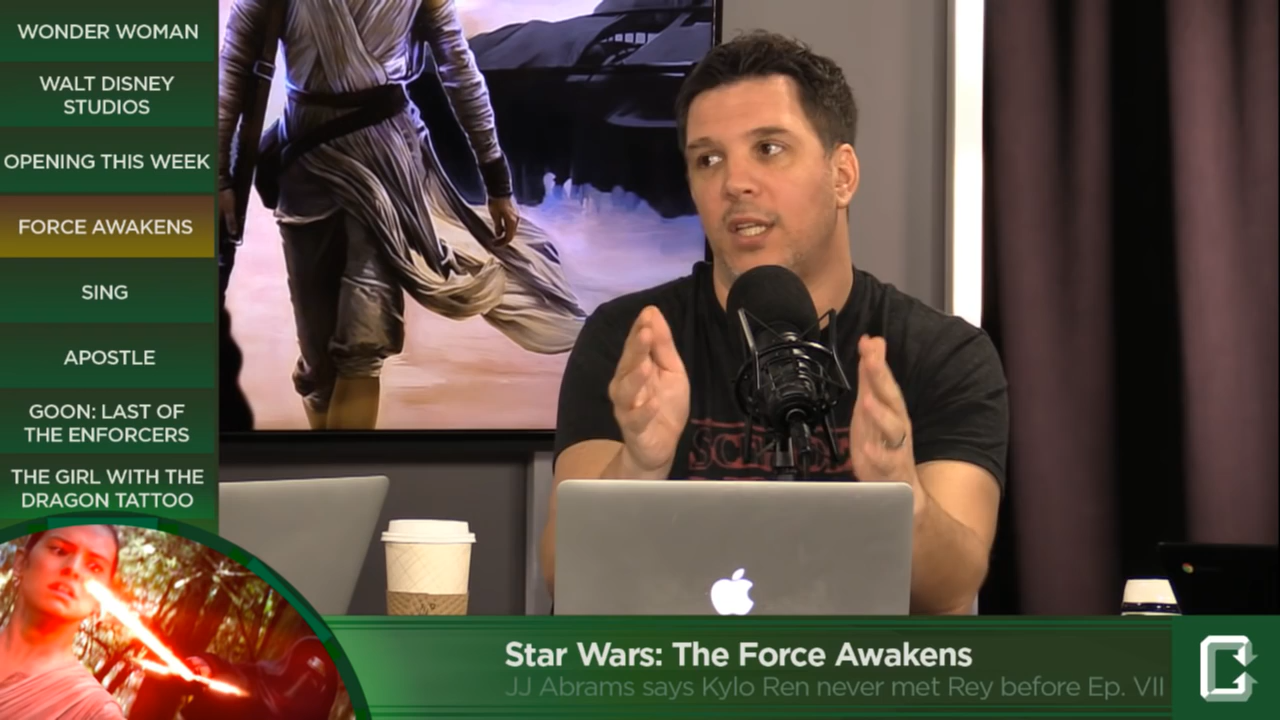 WONDER WOMAN
WALT DISNEY
STUDIOS
OPENING THIS WEEK
FORCE AWAKENS
SING
APOSTLE
GOON: LAST OF
THE ENFORCERS
THE GIRL WITH THE
DRAGON TATTOO
Star Wars: The Force Awakens
JJ Abrams says Kylo Ren never met Rey before Ep. VII